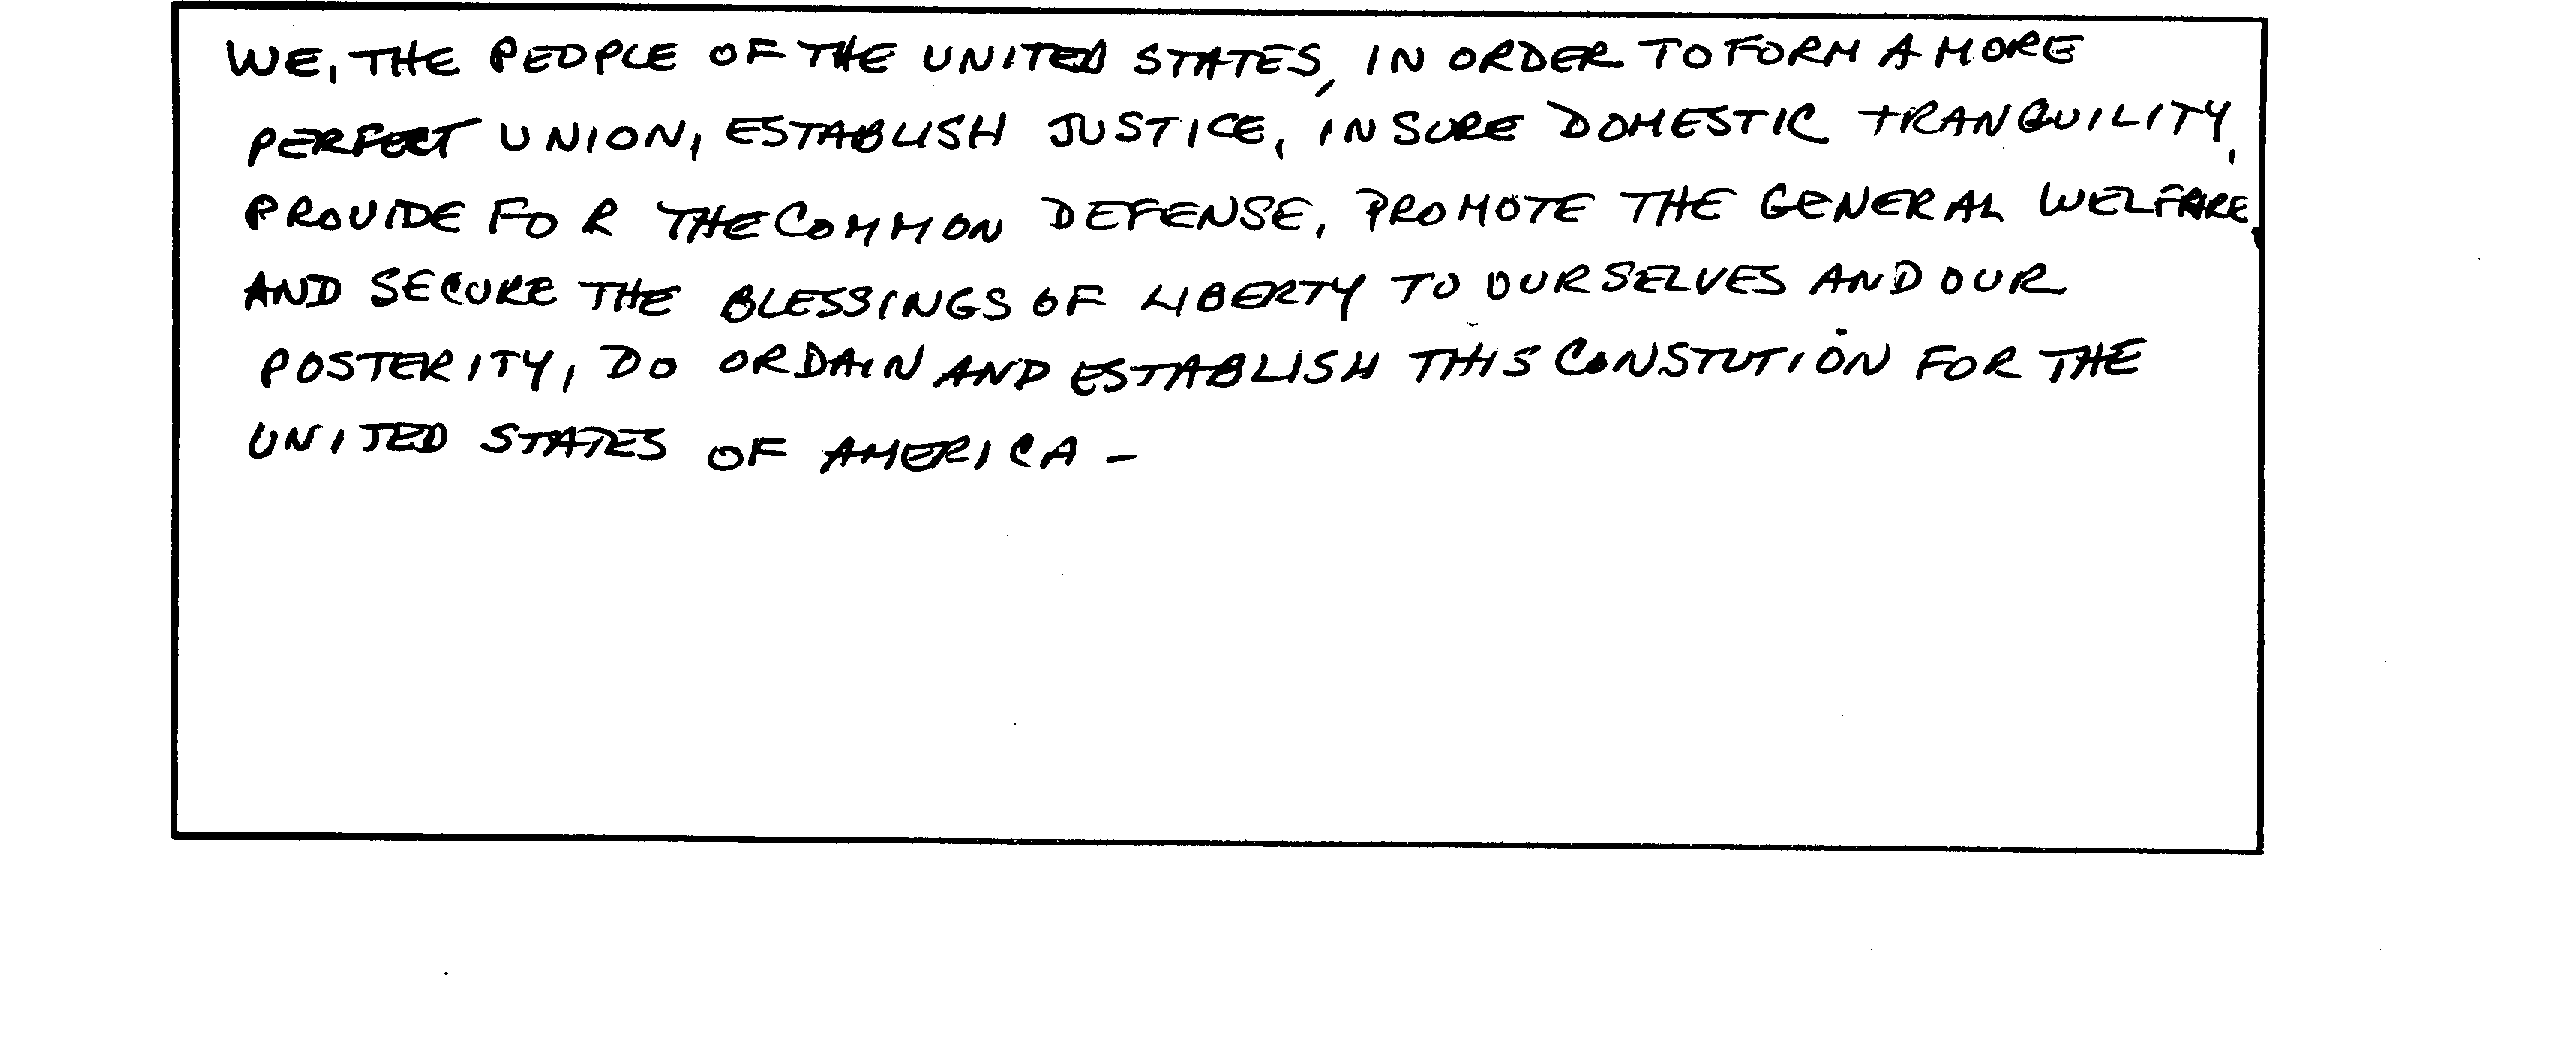 WE, THE PEOPLE OF THE UNITED STATES, IN ORDER TO FORM A MORE
PERFECT UNION, ESTABLISH JUSTICE, INSURE DOMESTIC TRANQUILITY,
PROVIDE FOR THE COMMON DEFENSE, PROMOTE THE GENERAL WELFARE,
AND SECURE THE BLESSINGS OF LIBERTY TO OURSELVES AND OUR
POSTERITY, DO ORDAIN AND ESTABLISH THIS CONSTUTION FOR THE
UNITED STATES OF AMERICA -